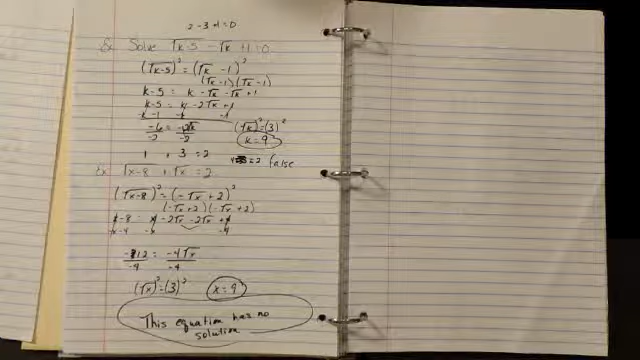 2 - 3 + 1 = 0
Ex Solve √k-5 - √k + 1 = 0
(√k-5)² = (√k - 1)²
(√k - 1)(√k - 1)
k - 5 = k - √k - √k + 1
k - 5 = k - 2√k + 1
-k - 1 -k -1
-6 = -2√k
-2 -2
(√k)² = (3)²
k = 9
1 + 3 = 2
4 = 2 false
Ex √x-8 + √x = 2
(√x-8)² = (-√x + 2)²
(-√x + 2)(-√x + 2)
x - 8 = x - 2√x - 2√x + 4
-x - 4 -x -4
-12 = -4√x
-4 -4
(√x)² = (3)² x = 9
This equation has no
solution